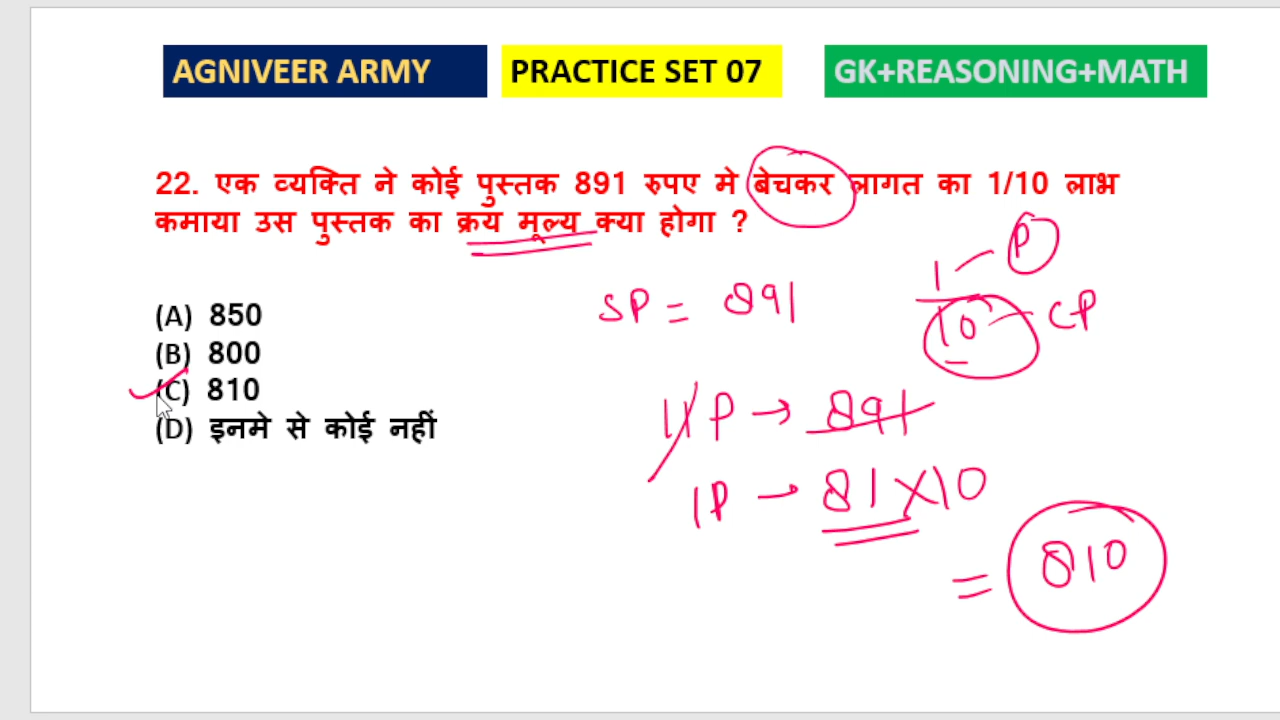 AGNIVEER ARMY PRACTICE SET 07 GK+REASONING+MATH
22. एक व्यक्ति ने कोई पुस्तक 891 रुपए मे बेचकर लागत का 1/10 लाभ
कमाया उस पुस्तक का क्रय मूल्य क्या होगा ?
(A) 850
(B) 800
(C) 810
(D) इनमे से कोई नहीं
1 — P
10 — CP
SP = 891
11P → 891
1P → 81×10
= 810